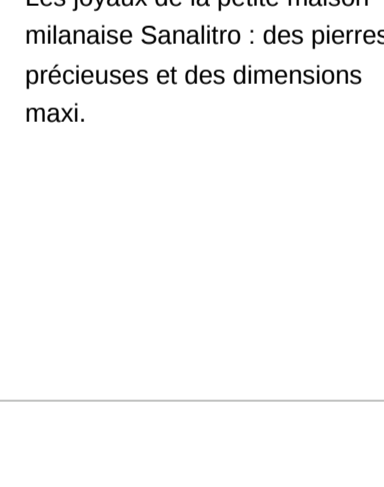 Les joyaux de la petite maison
milanaise Sanalitro : des pierres
précieuses et des dimensions
maxi.